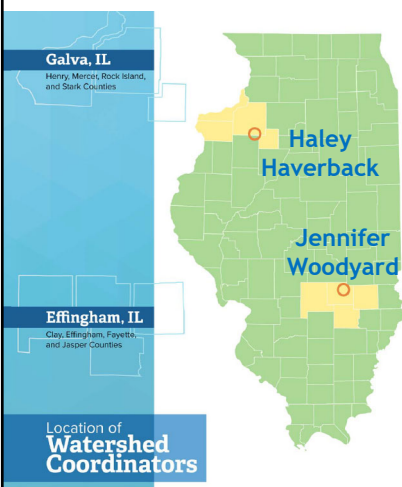 Galva, IL
Henry, Mercer, Rock Island,
and Stark Counties
Haley
Haverback
Jennifer
Woodyard
Effingham, IL
Clay, Effingham, Fayette,
and Jasper Counties
Location of
Watershed
Coordinators